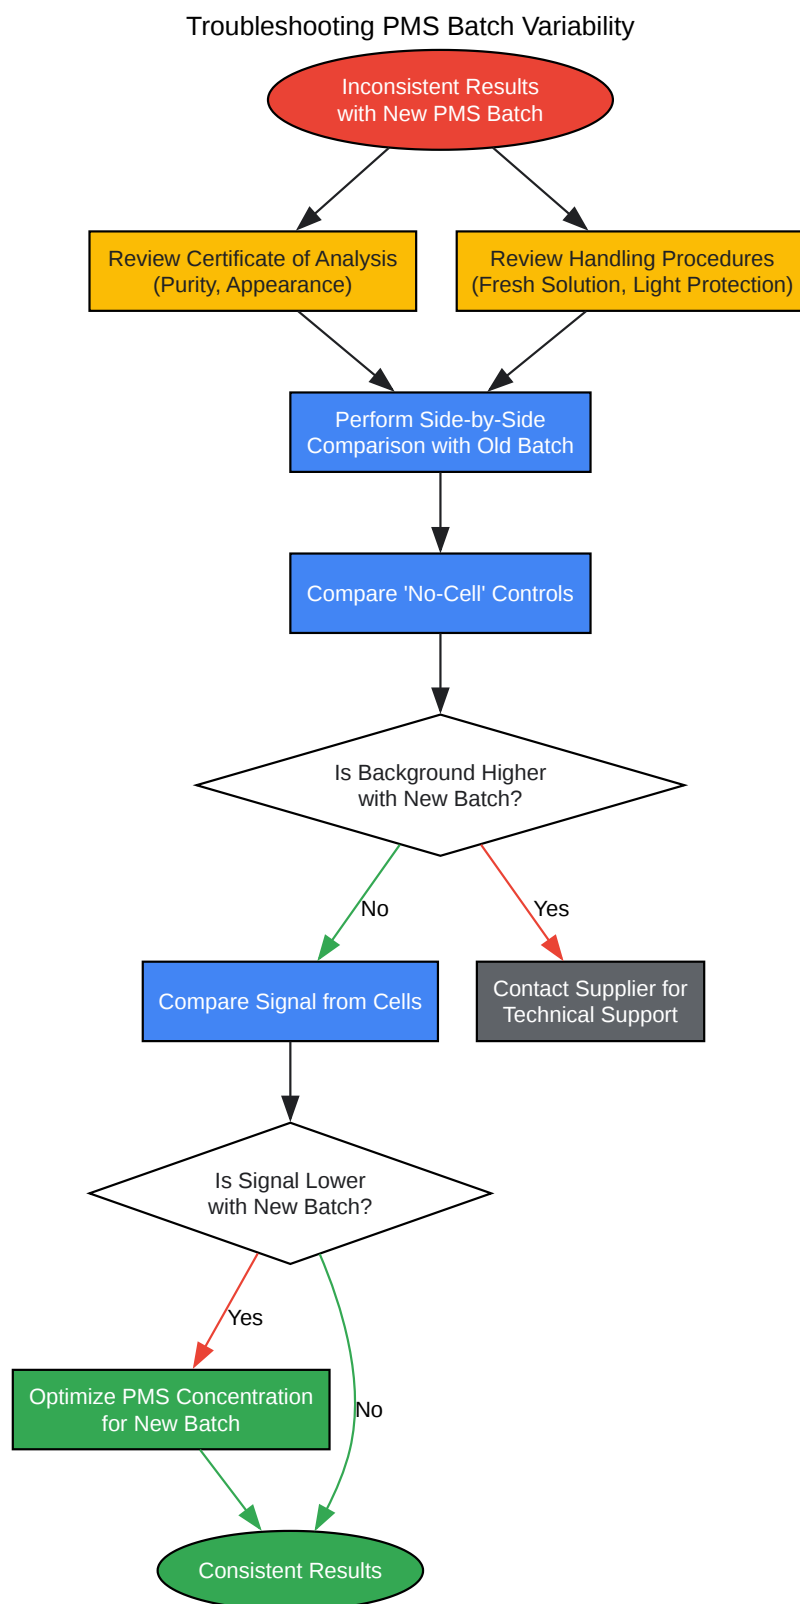 Troubleshooting PMS Batch Variability
Inconsistent Results
with New PMS Batch
Review Certificate of Analysis
(Purity, Appearance)
Review Handling Procedures
(Fresh Solution, Light Protection)
Perform Side-by-Side
Comparison with Old Batch
Compare 'No-Cell' Controls
Is Background Higher
with New Batch?
No
Yes
Compare Signal from Cells
Contact Supplier for
Technical Support
Is Signal Lower
with New Batch?
Yes
Optimize PMS Concentration
for New Batch
No
Consistent Results